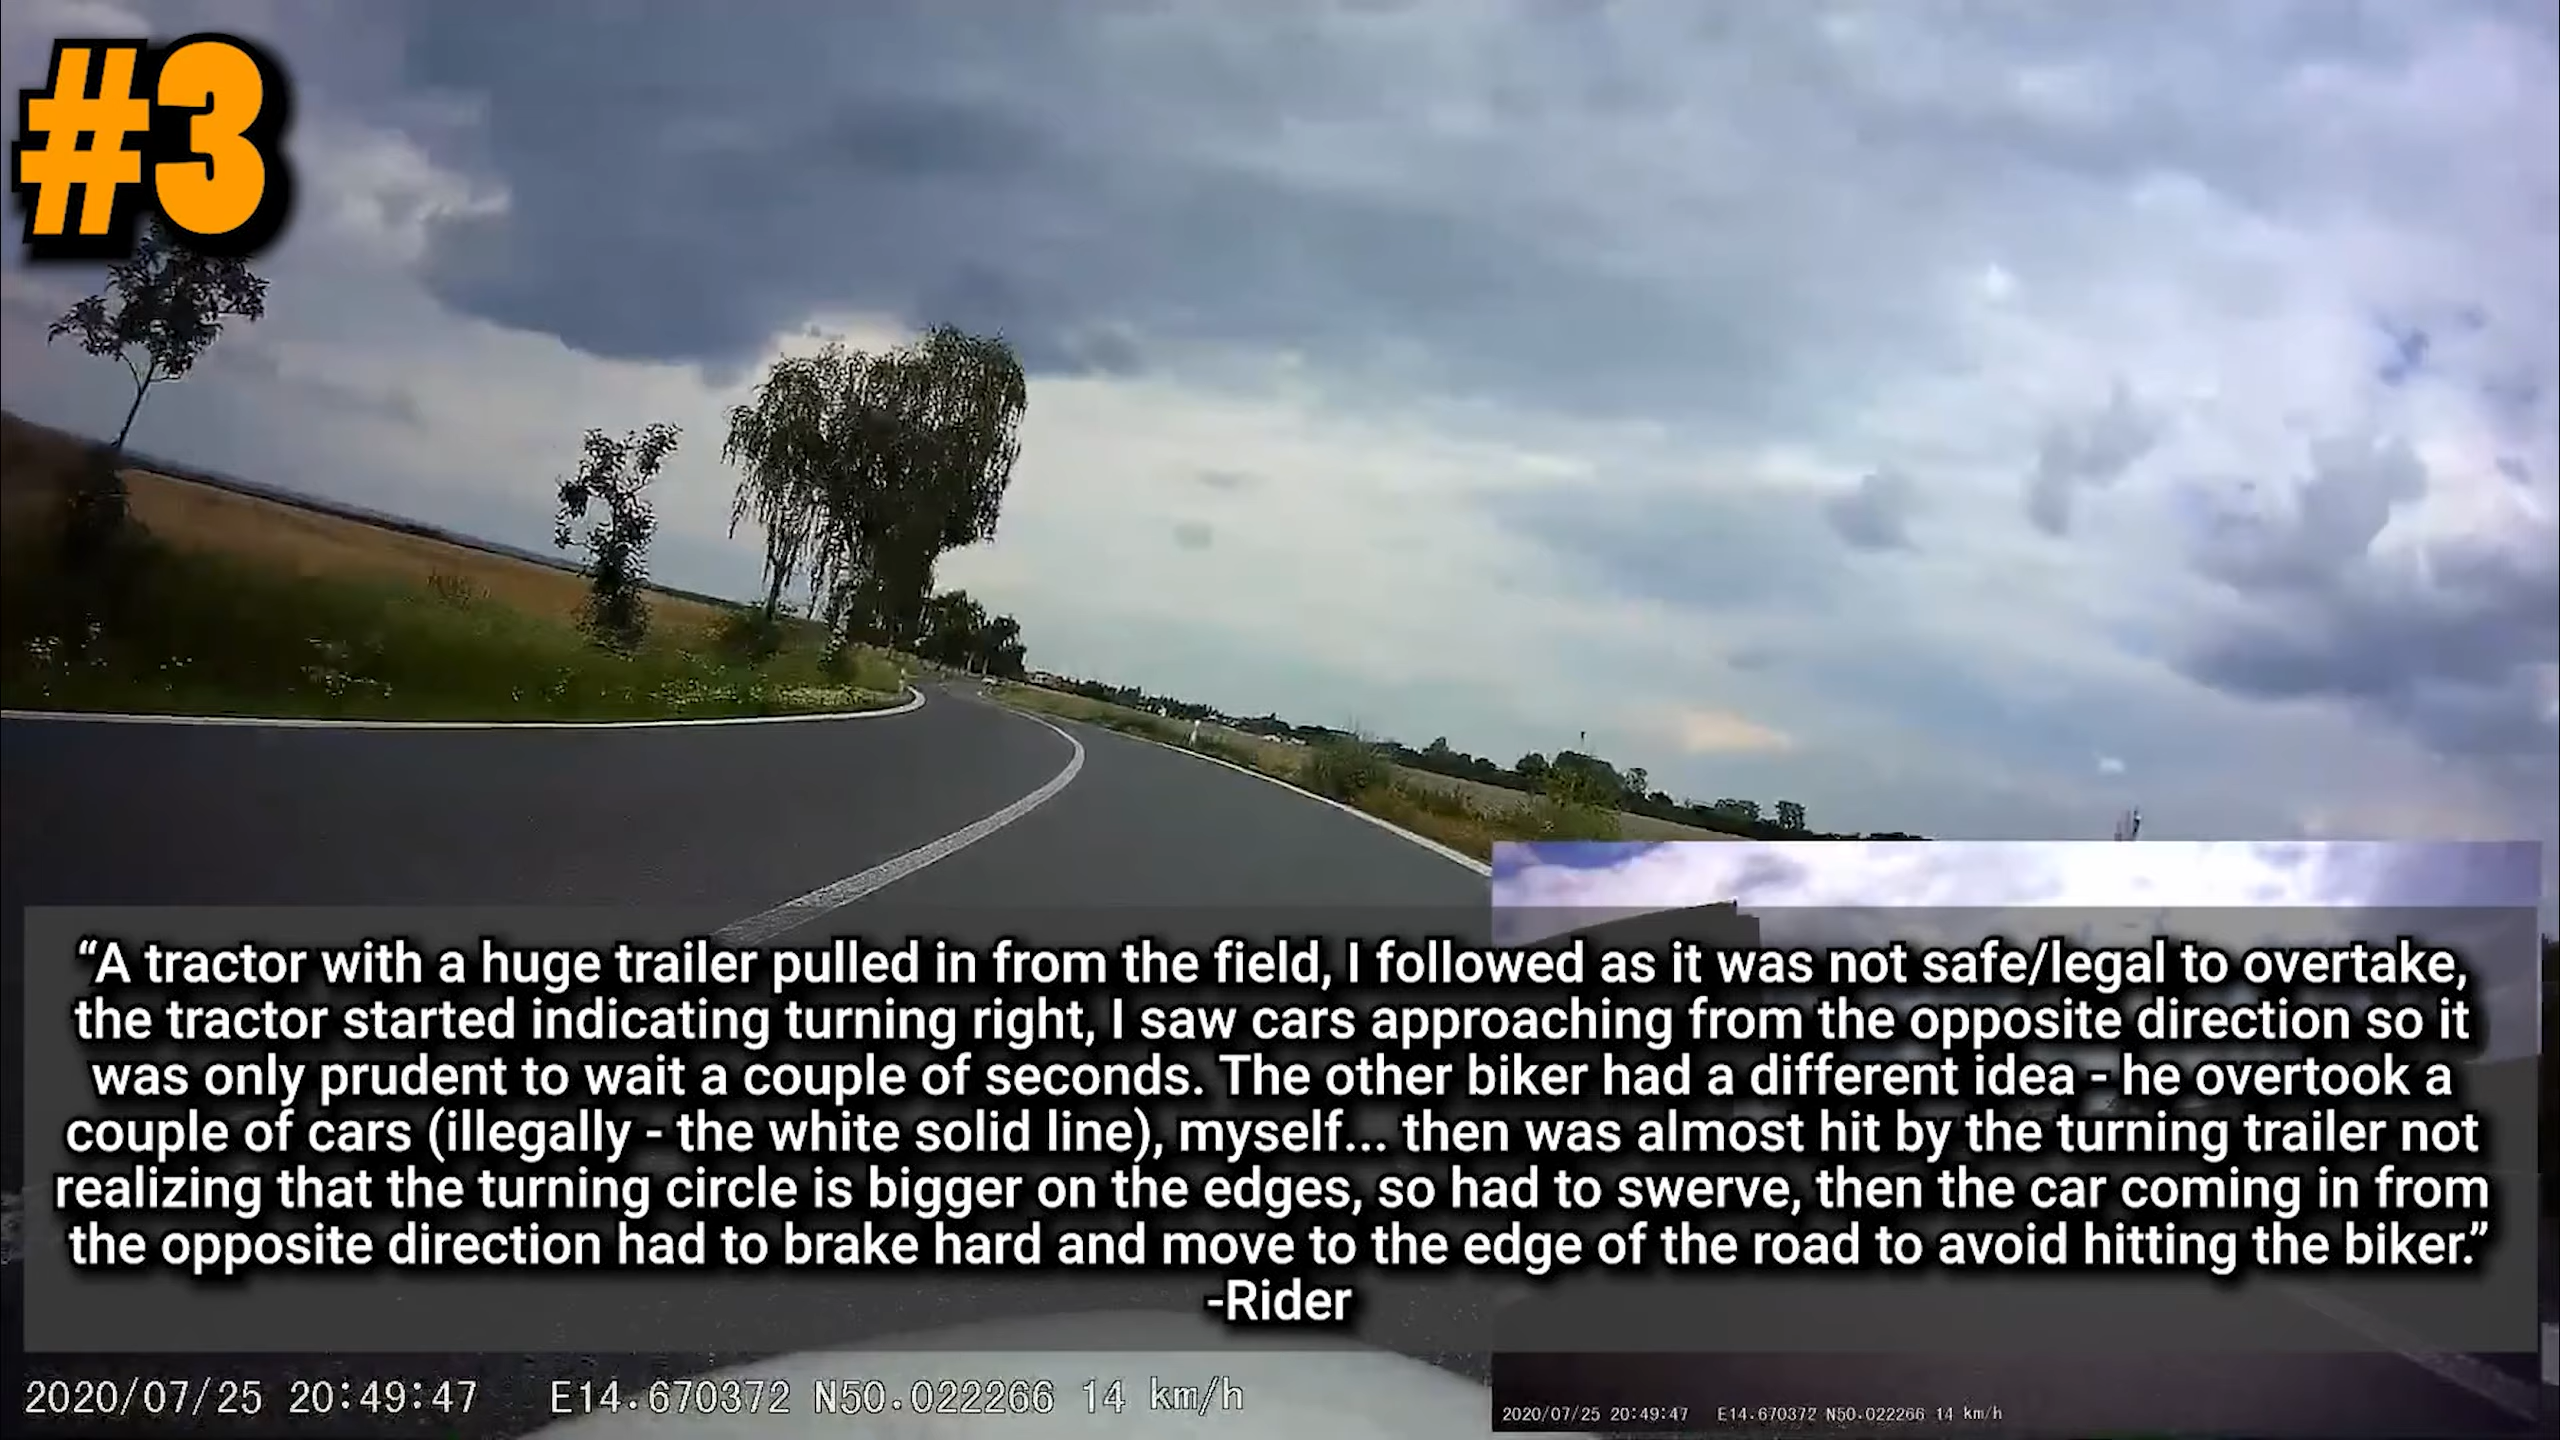 #3
“A tractor with a huge trailer pulled in from the field, I followed as it was not safe/legal to overtake,
the tractor started indicating turning right, I saw cars approaching from the opposite direction so it
was only prudent to wait a couple of seconds. The other biker had a different idea - he overtook a
couple of cars (illegally - the white solid line), myself... then was almost hit by the turning trailer not
realizing that the turning circle is bigger on the edges, so had to swerve, then the car coming in from
the opposite direction had to brake hard and move to the edge of the road to avoid hitting the biker.”
-Rider
2020/07/25 20:49:47 E14.670372 N50.022266 14 km/h
2020/07/25 20:49:47 E14.670372 N50.022266 14 km/h